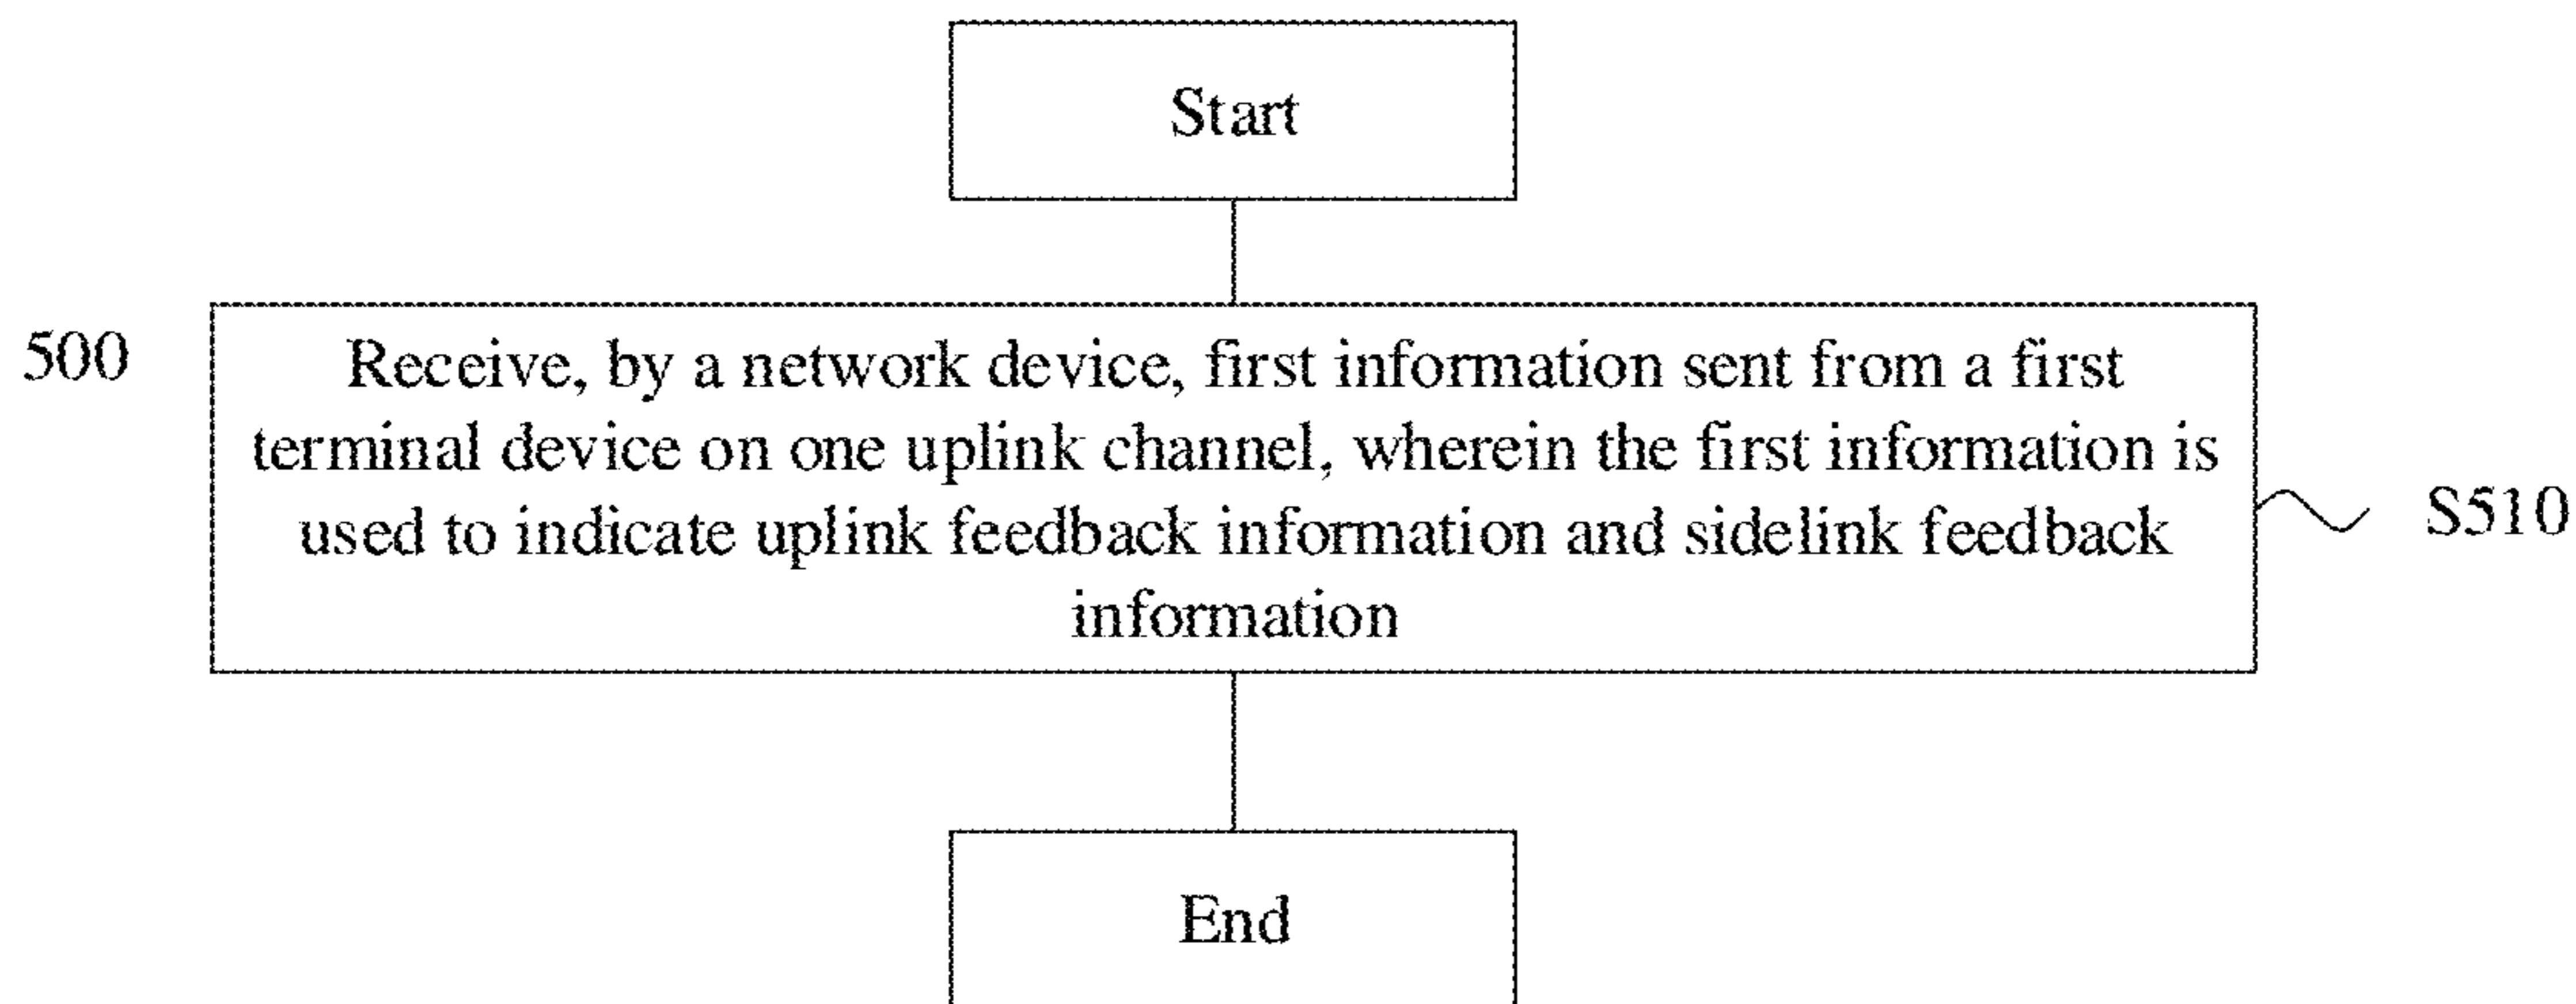 Start
500
Receive, by a network device, first information sent from a first
terminal device on one uplink channel, wherein the first information is
used to indicate uplink feedback information and sidelink feedback
information
S510
End